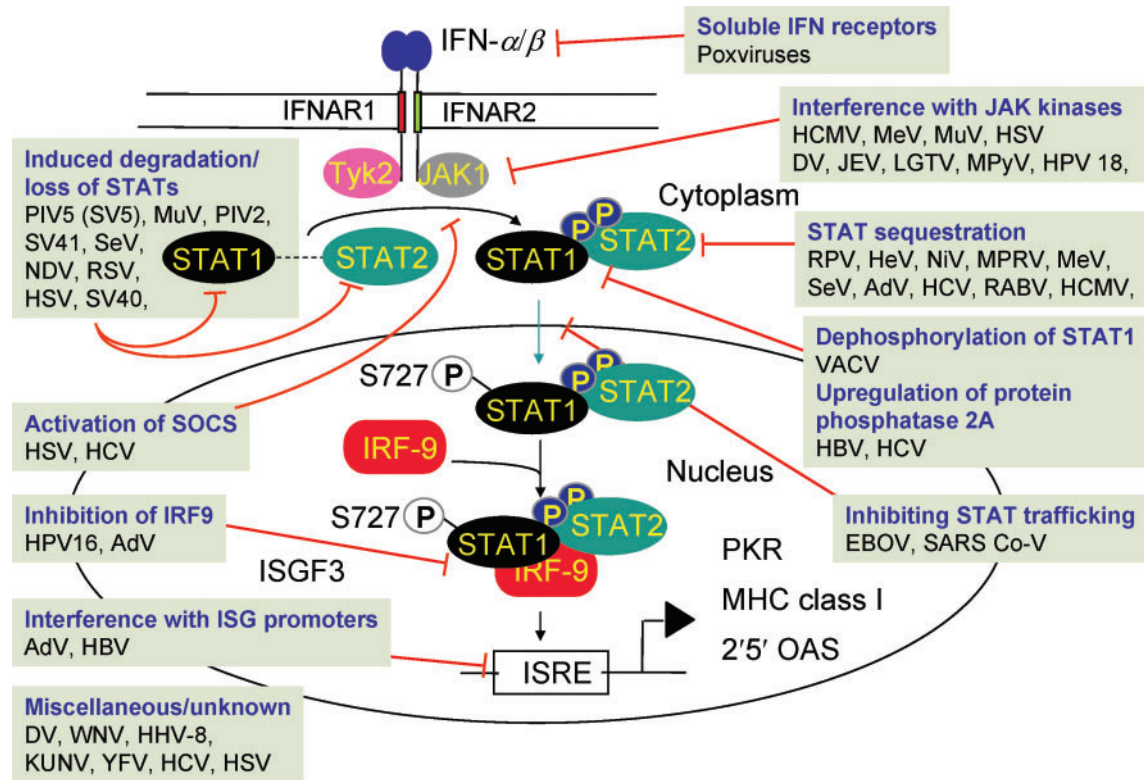 IFN-α/β
Soluble IFN receptors
Poxviruses
IFNAR1
IFNAR2
Interference with JAK kinases
HCMV, MeV, MuV, HSV
DV, JEV, LGTV, MPyV, HPV 18,
Induced degradation/
loss of STATs
PIV5 (SV5), MuV, PIV2,
SV41, SeV,
NDV, RSV,
HSV, SV40,
Tyk2
JAK1
Cytoplasm
STAT1
STAT2
P
P
STAT1
STAT2
STAT sequestration
RPV, HeV, NiV, MPRV, MeV,
SeV, AdV, HCV, RABV, HCMV,
Dephosphorylation of STAT1
VACV
Upregulation of protein
phosphatase 2A
HBV, HCV
S727
P
P
P
STAT1
STAT2
Activation of SOCS
HSV, HCV
IRF-9
Nucleus
Inhibition of IRF9
HPV16, AdV
S727
P
P
P
STAT1
STAT2
IRF-9
ISGF3
Inhibiting STAT trafficking
EBOV, SARS Co-V
PKR
MHC class I
2′5′ OAS
Interference with ISG promoters
AdV, HBV
ISRE
Miscellaneous/unknown
DV, WNV, HHV-8,
KUNV, YFV, HCV, HSV